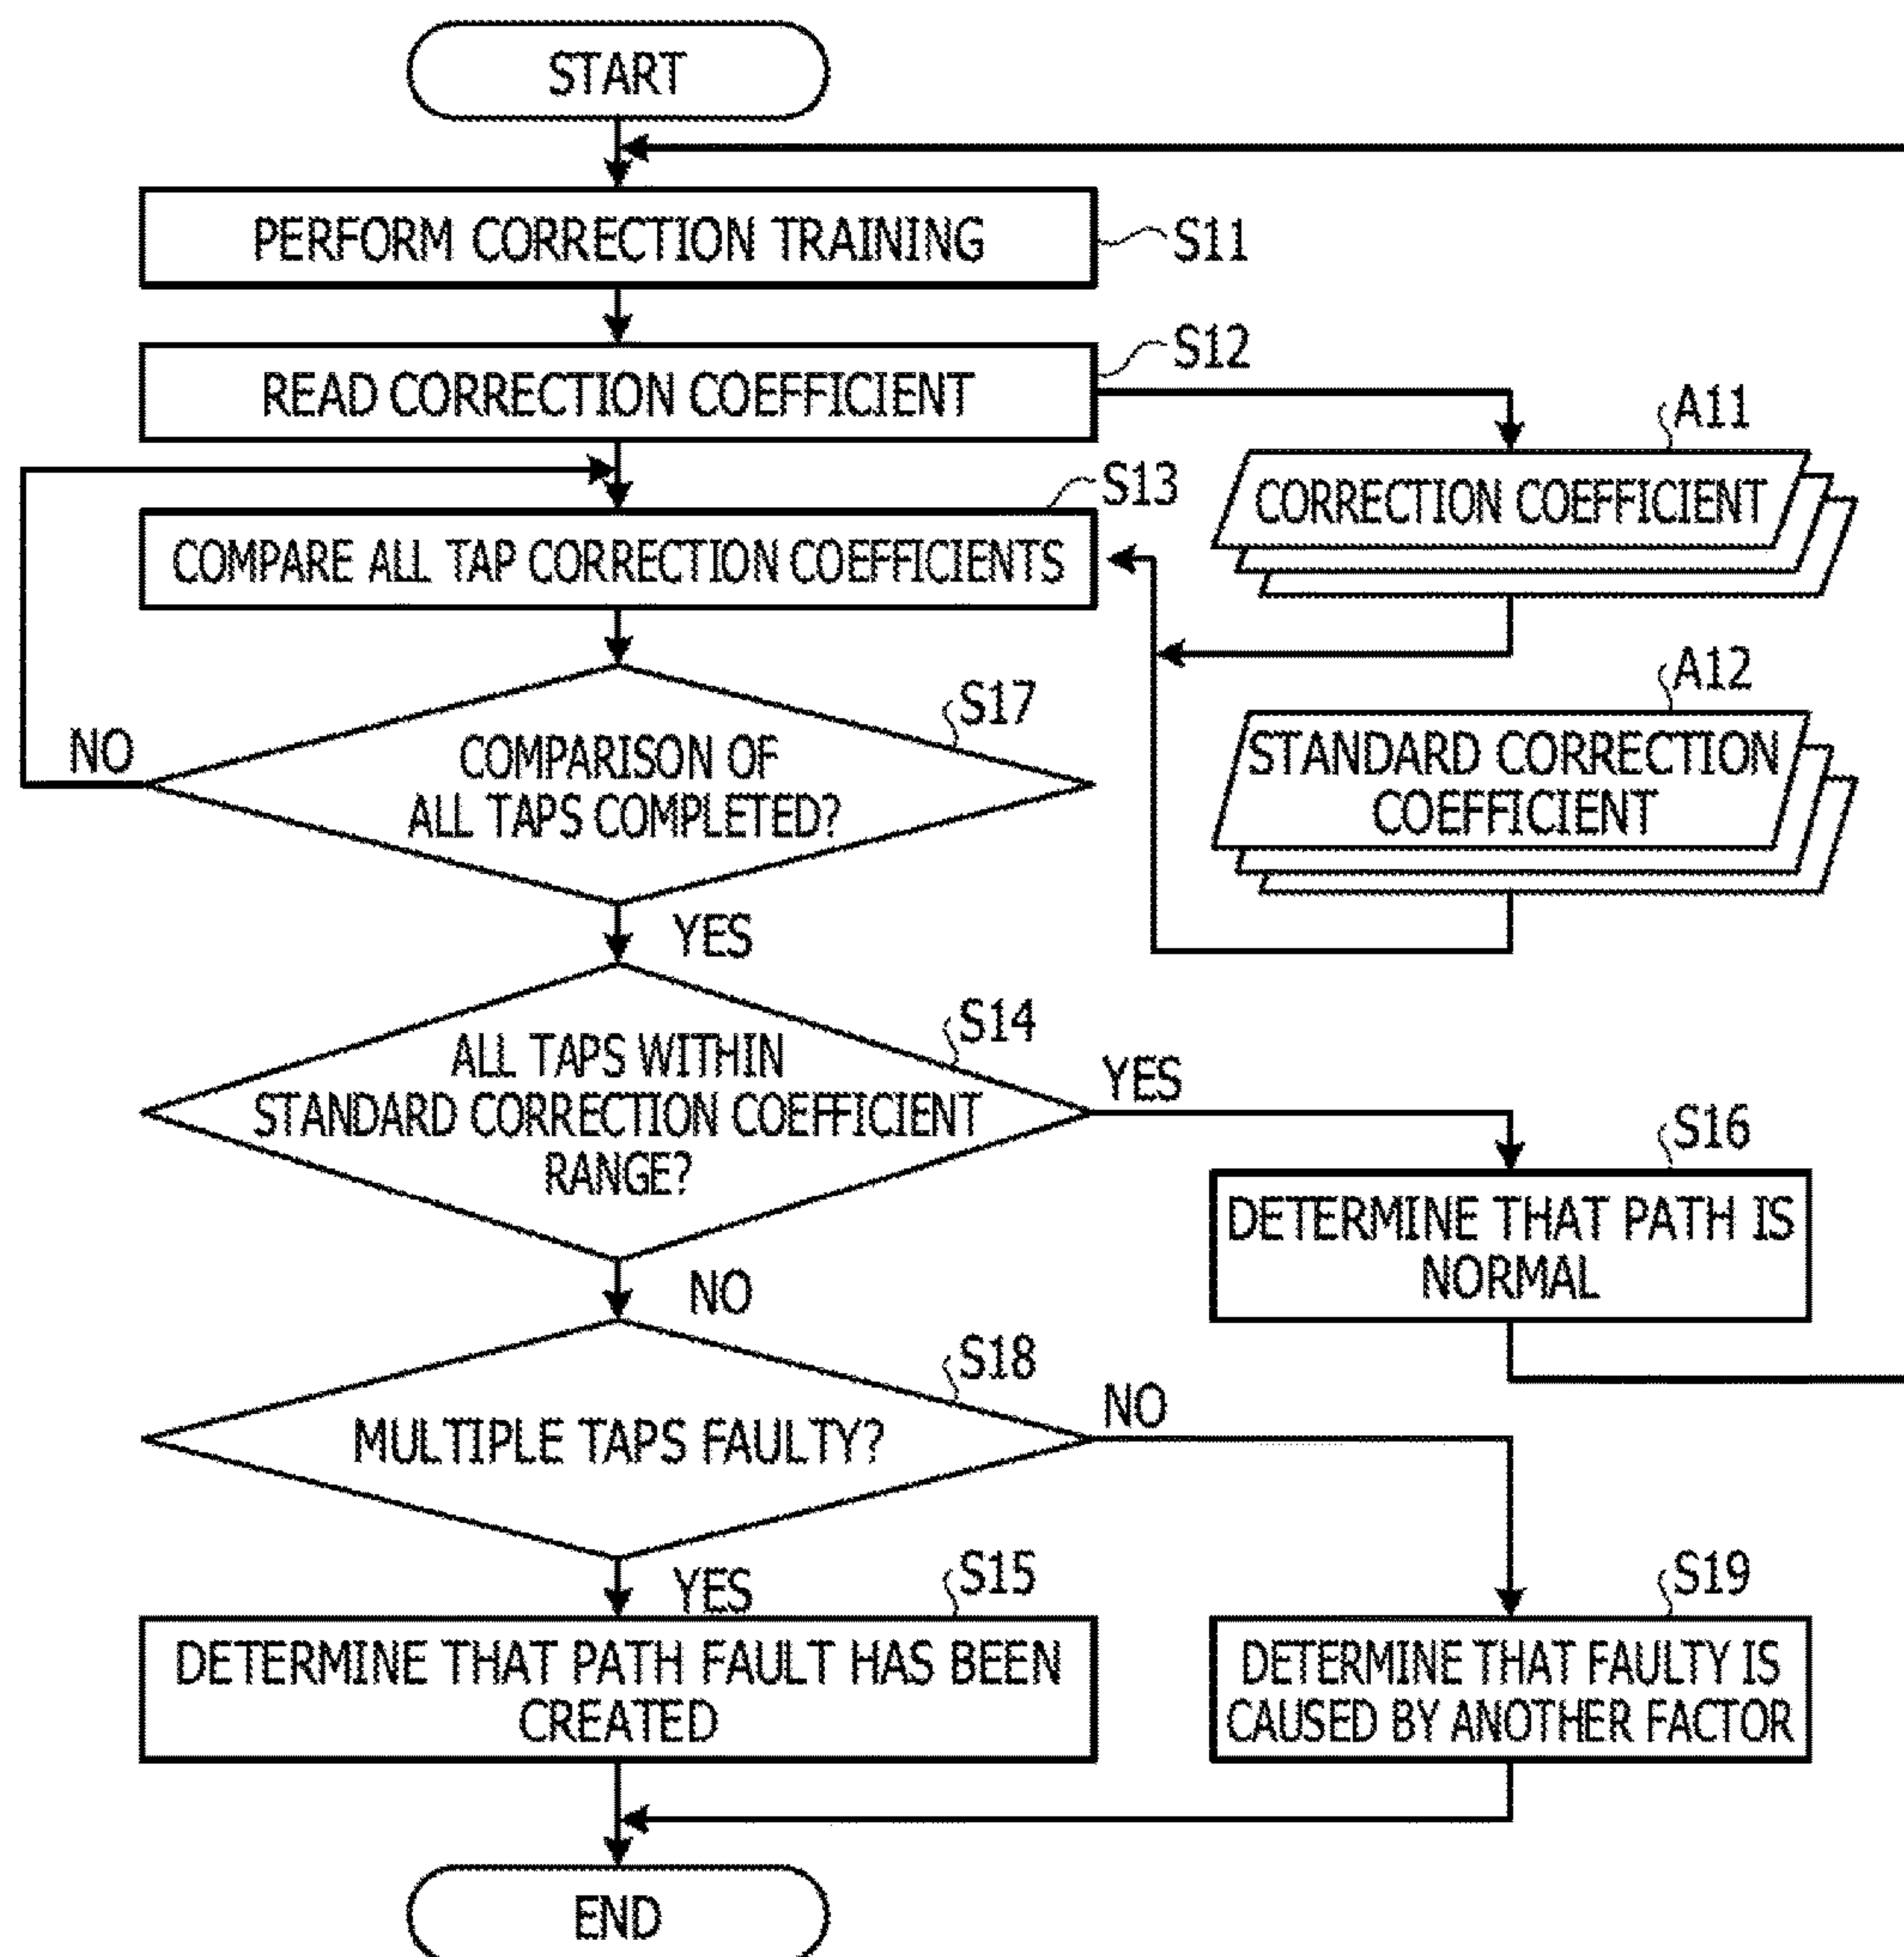 START
PERFORM CORRECTION TRAINING
S11
READ CORRECTION COEFFICIENT
S12
A11
CORRECTION COEFFICIENT
S13
COMPARE ALL TAP CORRECTION COEFFICIENTS
A12
STANDARD CORRECTION
COEFFICIENT
S17
NO
COMPARISON OF
ALL TAPS COMPLETED?
YES
S14
ALL TAPS WITHIN
STANDARD CORRECTION COEFFICIENT
RANGE?
YES
S16
DETERMINE THAT PATH IS
NORMAL
NO
S18
MULTIPLE TAPS FAULTY?
NO
YES
S15
DETERMINE THAT PATH FAULT HAS BEEN
CREATED
S19
DETERMINE THAT FAULTY IS
CAUSED BY ANOTHER FACTOR
END